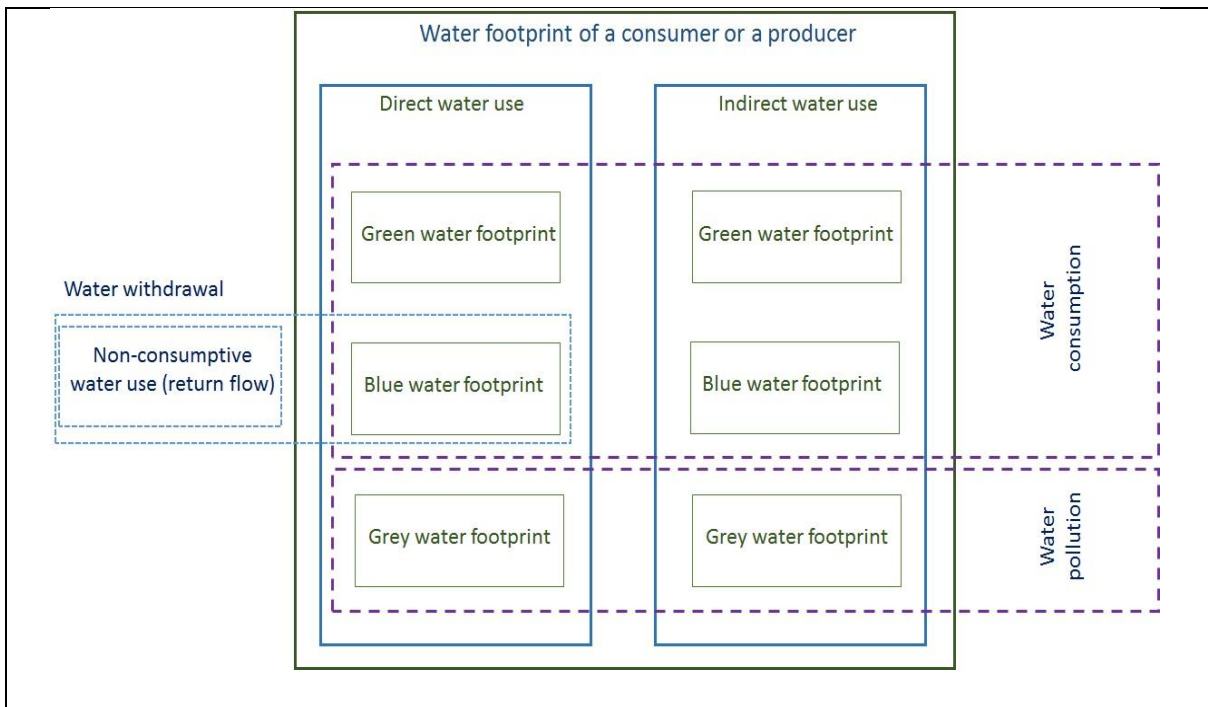 Water footprint of a consumer or a producer
Direct water use
Indirect water use
Green water footprint
Green water footprint
Water withdrawal
Non-consumptive
water use (return flow)
Blue water footprint
Blue water footprint
Water
consumption
Grey water footprint
Grey water footprint
Water
pollution